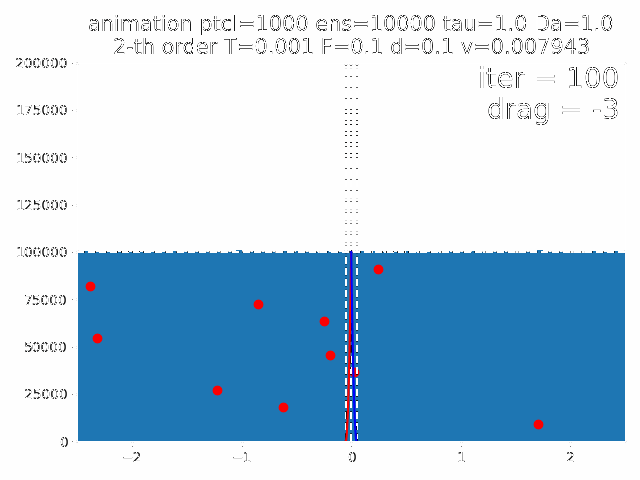 animation ptcl=1000 ens=10000 tau=1.0 Da=1.0
2-th order T=0.001 F=0.1 d=0.1 v=0.007943
iter = 100
drag = -3
200000
175000
150000
125000
100000
75000
50000
25000
0
−2 −1 0 1 2